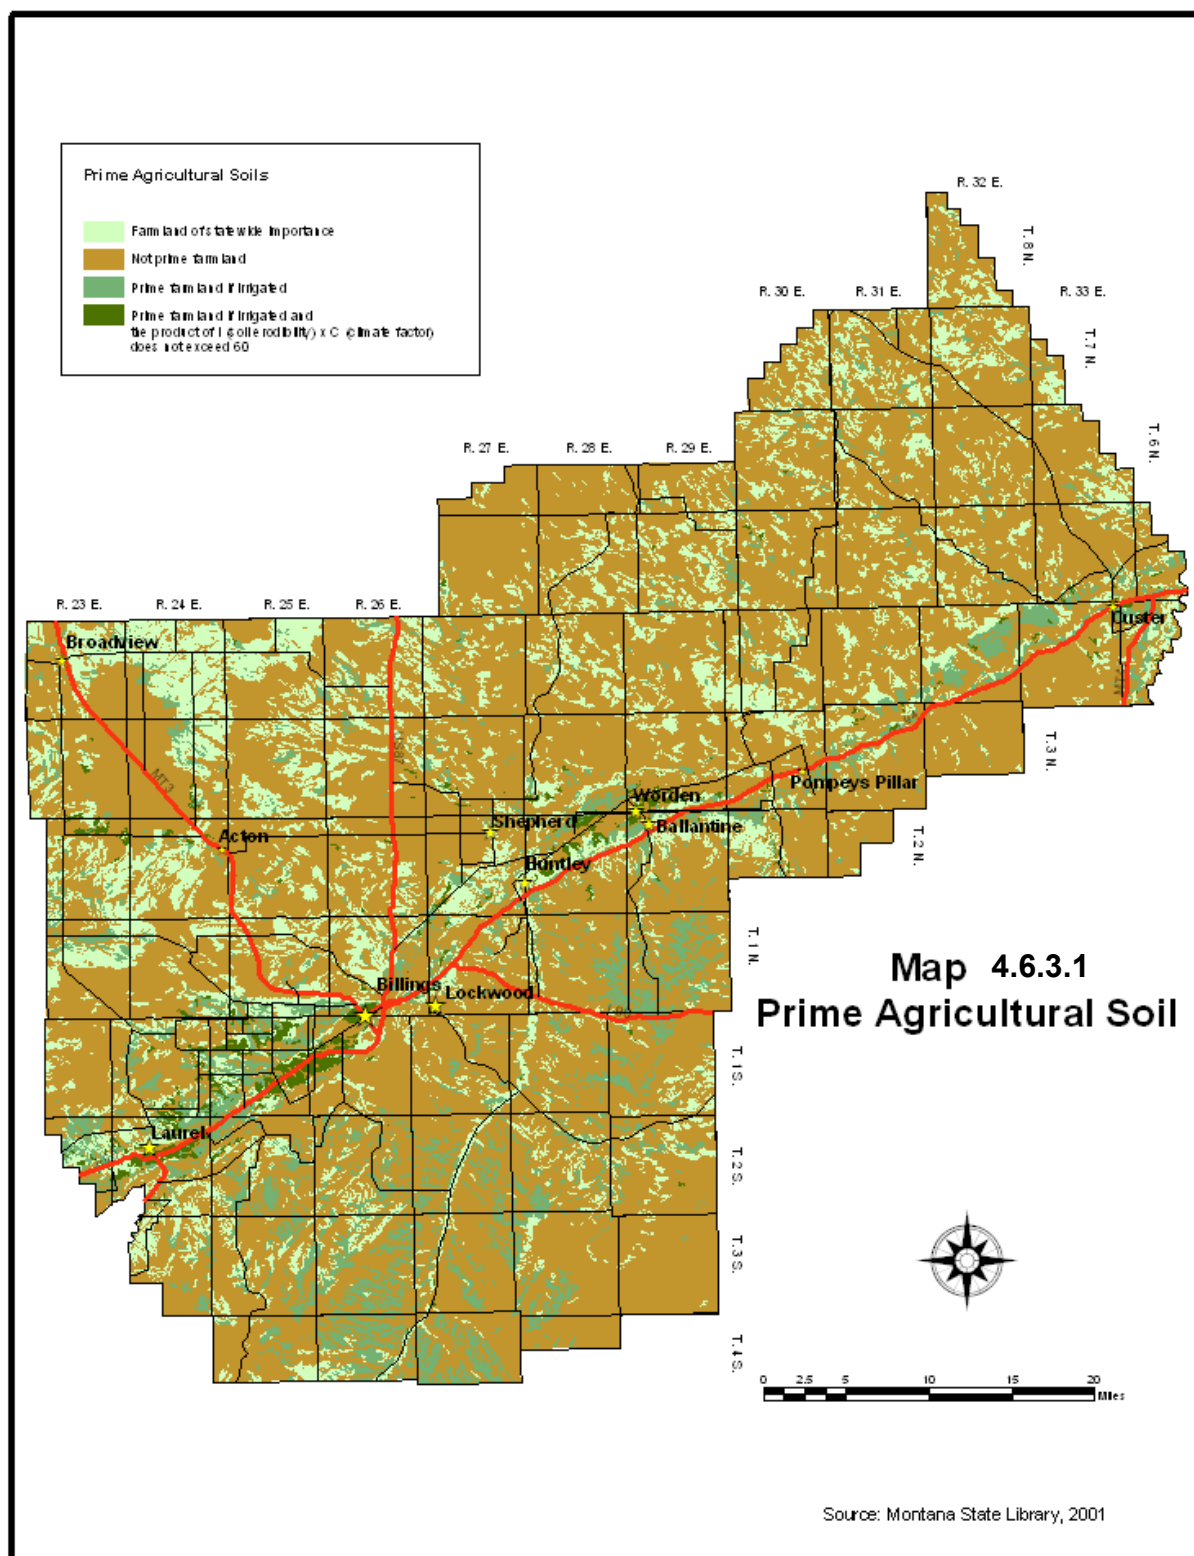 Prime Agricultural Soils
Farmland of statewide importance
Not prime farmland
Prime farmland if irrigated
Prime farmland if irrigated and
the product of I (soil erodibility) x C (climate factor)
does not exceed 60
R. 32 E.
T. 8 N.
R. 30 E.
R. 31 E.
R. 33 E.
T. 7 N.
T. 6 N.
R. 27 E.
R. 28 E.
R. 29 E.
R. 23 E.
R. 24 E.
R. 25 E.
R. 26 E.
Broadview
Custer
MT3
US87
T. 3 N.
Pompeys Pillar
Worden
Shepherd
Ballantine
Acton
T. 2 N.
Huntley
T. 1 N.
Map 4.6.3.1
Prime Agricultural Soil
Billings
Lockwood
T. 1 S.
Laurel
T. 2 S.
T. 3 S.
T. 4 S.
0 2.5 5 10 15 20
Miles
Source: Montana State Library, 2001